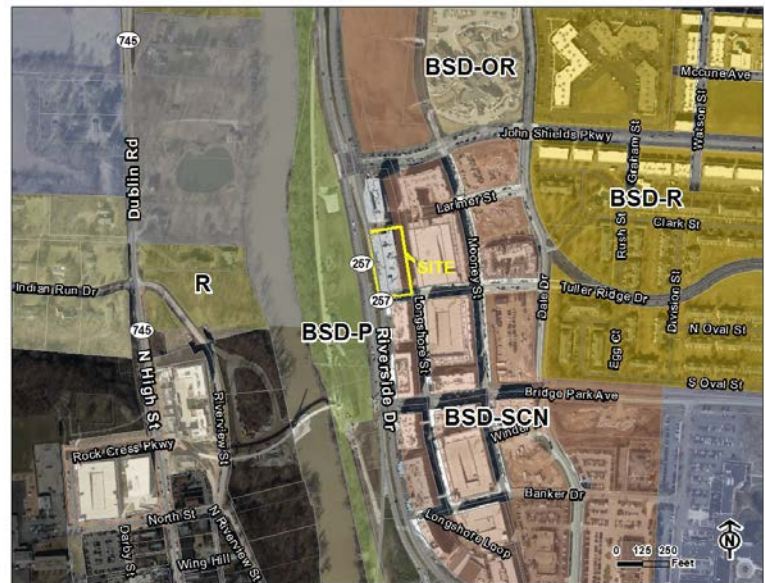 745
BSD-OR
Mccune Ave
Watson St
Dublin Rd
John Shields Pkwy
Graham St
BSD-R
Larimer St
Rush St
Clark St
257
SITE
Mooney St
Dale Dr
Tuller Ridge Dr
Division St
R
Indian Run Dr
257
Longshore St
N Oval St
745
BSD-P
Egg Ct
N High St
Riverside Dr
S Oval St
Riverview St
Bridge Park Ave
BSD-SCN
Rock Cress Pkwy
Banker Dr
North St
N Riverview St
Longshore Loop
Darby St
Wing Hill
N
0 125 250
Feet